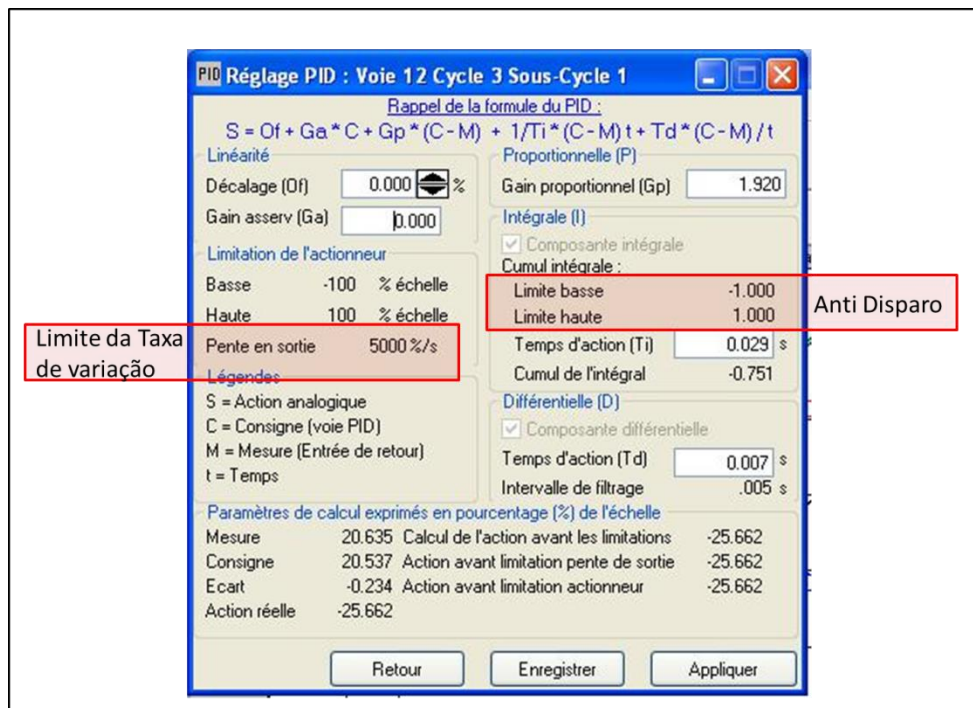 PID Réglage PID : Voie 12 Cycle 3 Sous-Cycle 1
Rappel de la formule du PID :
S = Of + Ga * C + Gp * (C - M) + 1/Ti * (C - M) t + Td * (C - M) / t
Linéarité
Décalage (Of) 0.000 %
Gain asserv (Ga) 0.000
Limitation de l'actionneur
Basse -100 % échelle
Haute 100 % échelle
Pente en sortie 5000 %/s
Limite da Taxa
de variação
Légendes
S = Action analogique
C = Consigne (voie PID)
M = Mesure (Entrée de retour)
t = Temps
Proportionnelle (P)
Gain proportionnel (Gp) 1.920
Intégrale (I)
Composante intégrale
Cumul intégrale :
Limite basse -1.000
Limite haute 1.000
Anti Disparo
Temps d'action (Ti) 0.029 s
Cumul de l'intégral -0.751
Différentielle (D)
Composante différentielle
Temps d'action (Td) 0.007 s
Intervalle de filtrage .005 s
Paramètres de calcul exprimés en pourcentage (%) de l'échelle
Mesure 20.635 Calcul de l'action avant les limitations -25.662
Consigne 20.537 Action avant limitation pente de sortie -25.662
Ecart -0.234 Action avant limitation actionneur -25.662
Action réelle -25.662
Retour Enregistrer Appliquer